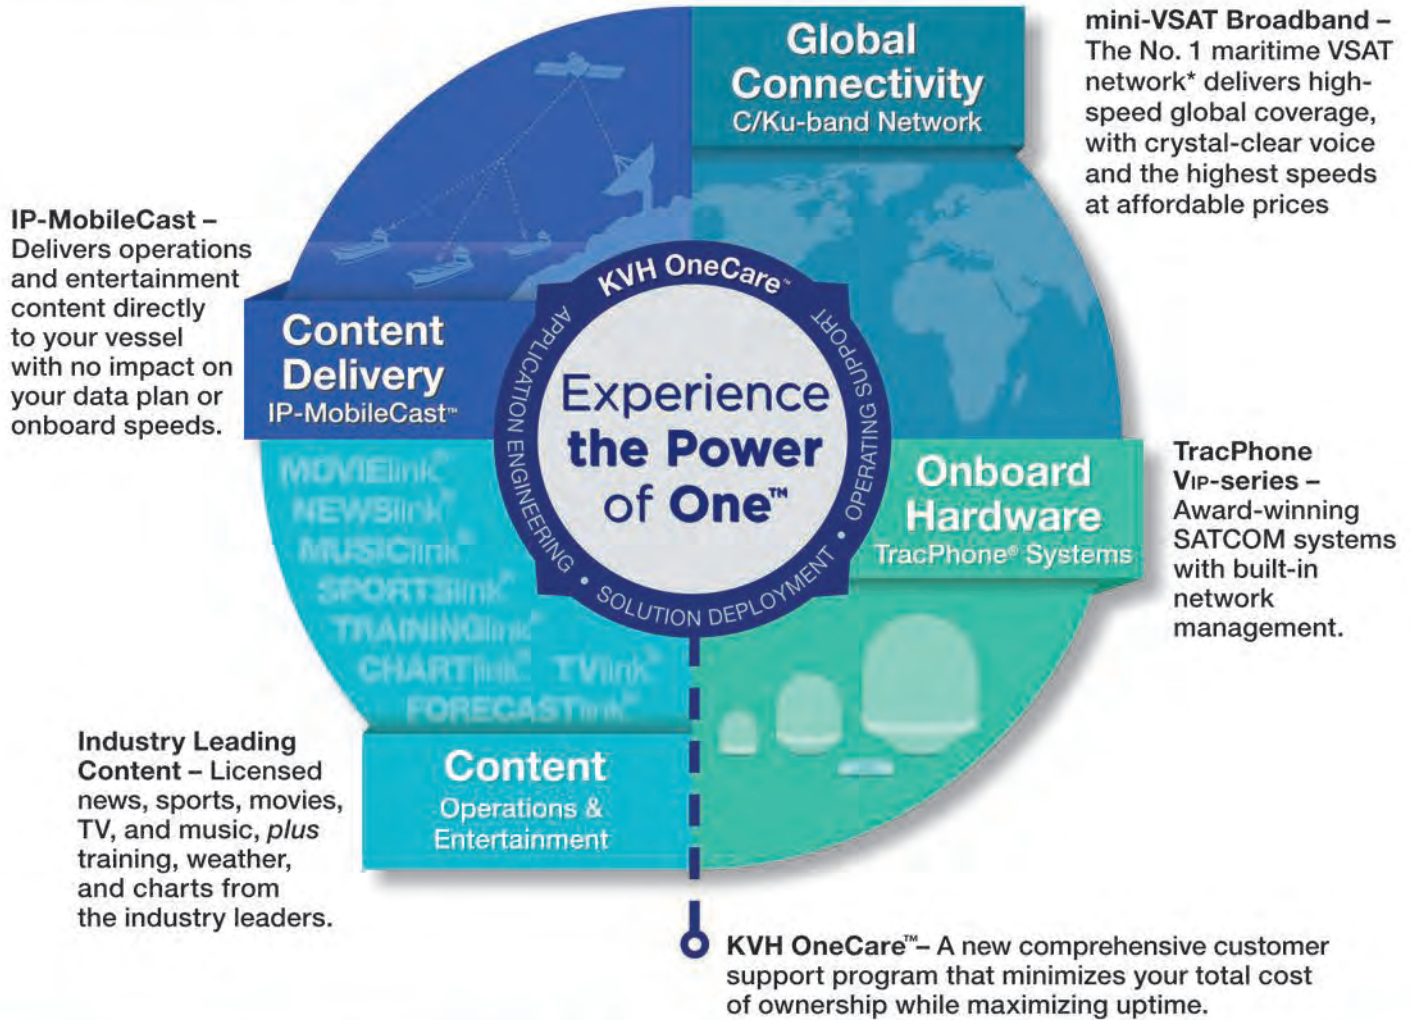 Global
Connectivity
C/Ku-band Network
mini-VSAT Broadband –
The No. 1 maritime VSAT
network* delivers high-
speed global coverage,
with crystal-clear voice
and the highest speeds
at affordable prices
IP-MobileCast –
Delivers operations
and entertainment
content directly
to your vessel
with no impact on
your data plan or
onboard speeds.
Content
Delivery
IP-MobileCast™
KVH OneCare™
APPLICATION ENGINEERING • SOLUTION DEPLOYMENT • OPERATING SUPPORT
Experience
the Power
of One™
Onboard
Hardware
TracPhone® Systems
TracPhone
VIP-series –
Award-winning
SATCOM systems
with built-in
network
management.
MOVIElink®
NEWSlink®
MUSIClink®
SPORTSlink®
TRAININGlink®
CHARTlink® TVlink®
FORECASTlink®
Content
Operations &
Entertainment
Industry Leading
Content – Licensed
news, sports, movies,
TV, and music, plus
training, weather,
and charts from
the industry leaders.
KVH OneCare™– A new comprehensive customer
support program that minimizes your total cost
of ownership while maximizing uptime.